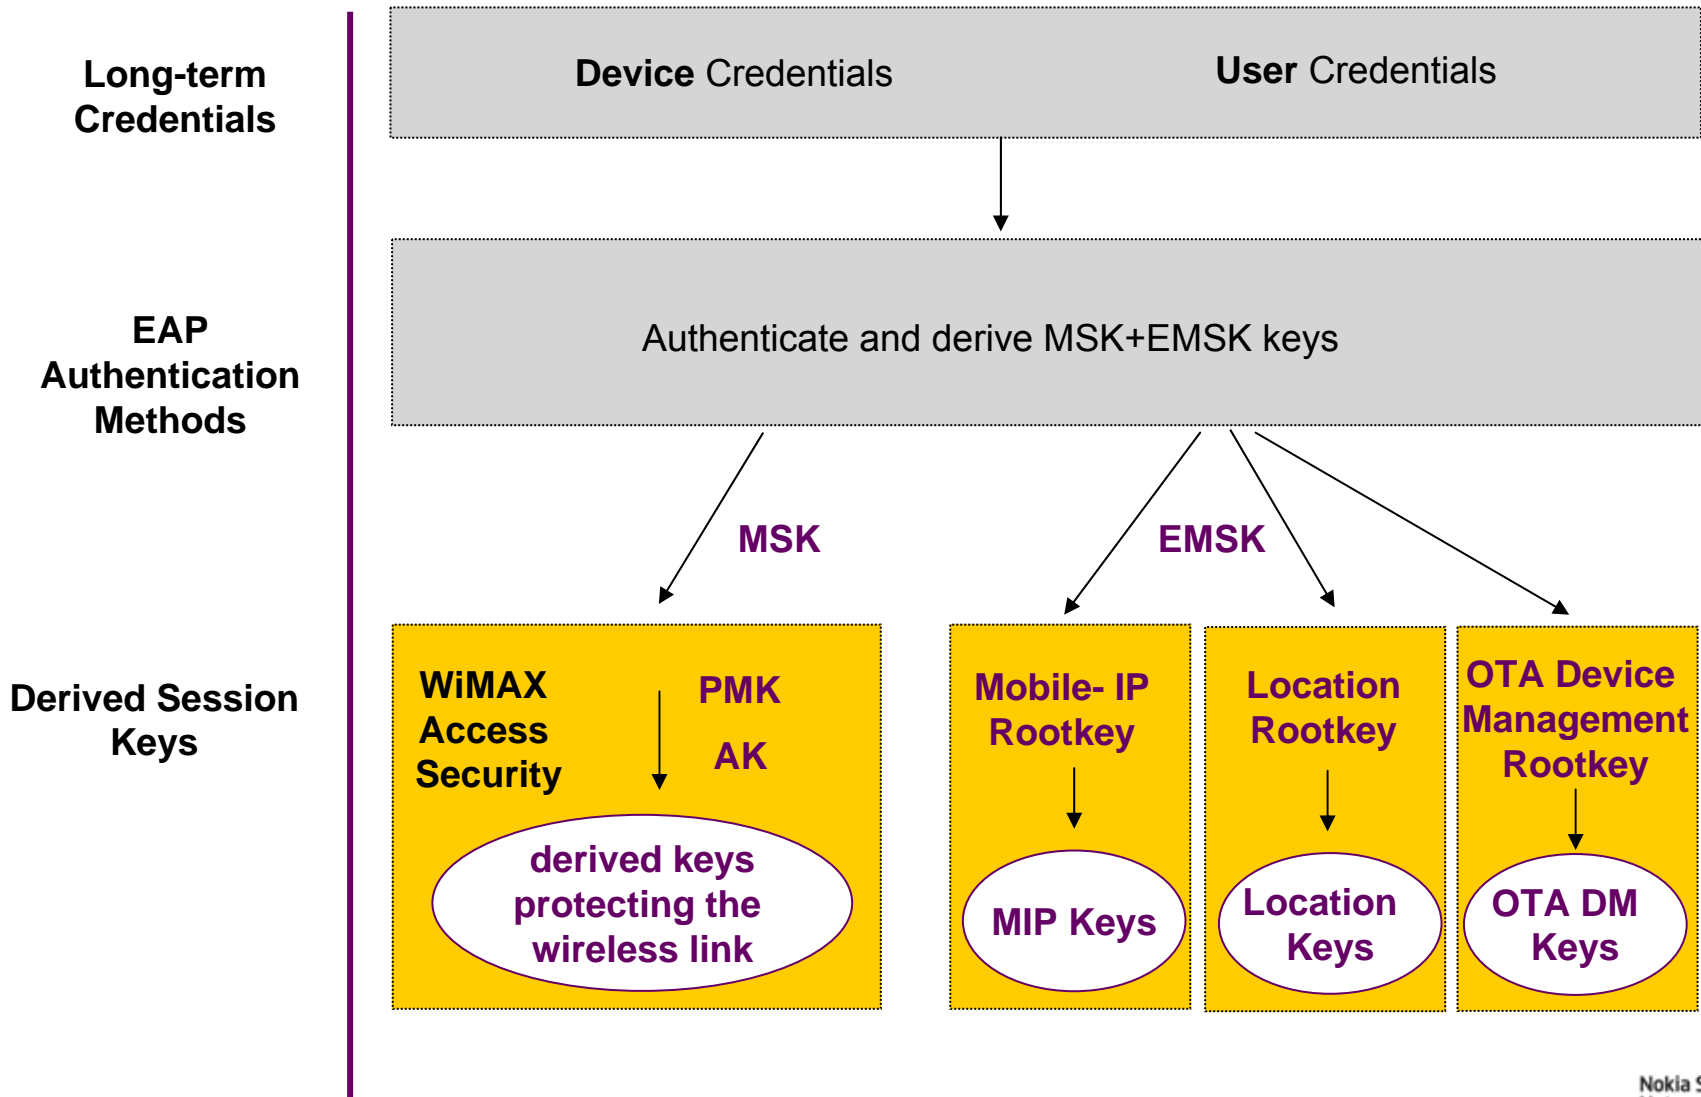 Long-term
Credentials
Device Credentials
User Credentials
EAP
Authentication
Methods
Authenticate and derive MSK+EMSK keys
MSK
EMSK
Derived Session
Keys
WiMAX
Access
Security
PMK
AK
derived keys
protecting the
wireless link
Mobile- IP
Rootkey
MIP Keys
Location
Rootkey
Location
Keys
OTA Device
Management
Rootkey
OTA DM
Keys
Nokia S